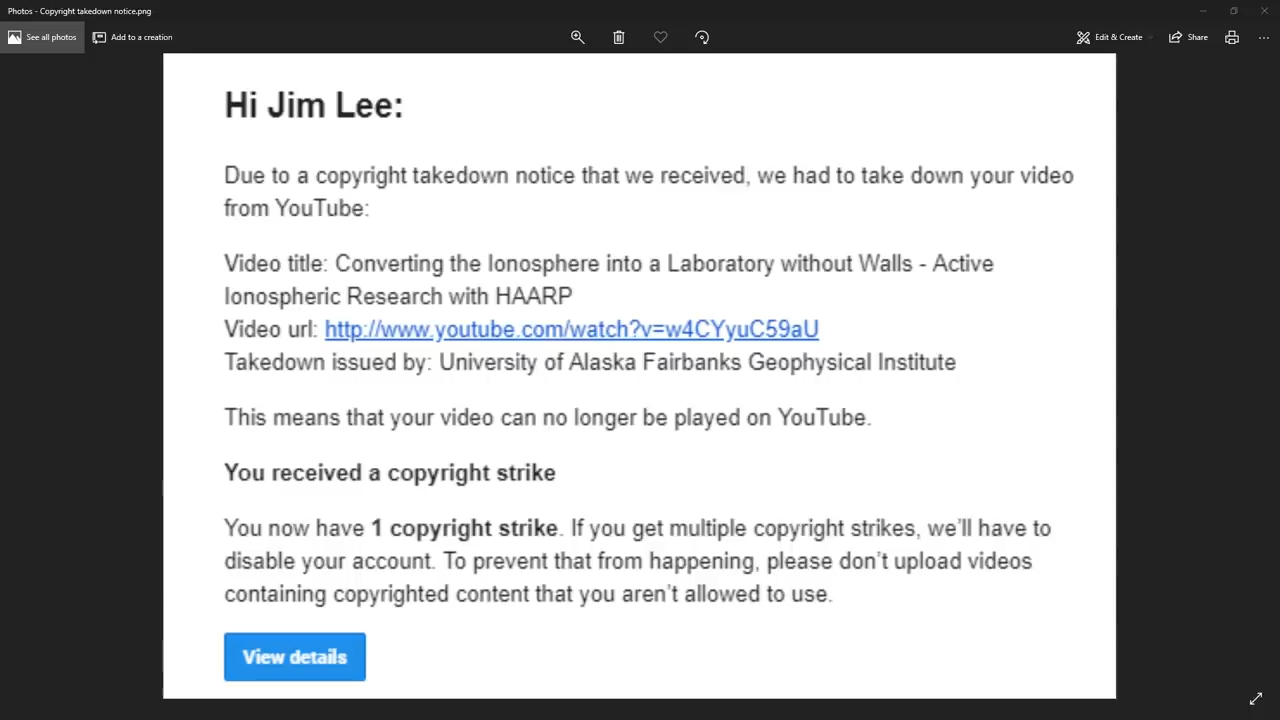 Photos - Copyright takedown notice.png
See all photos
Add to a creation
Edit & Create
Share
Hi Jim Lee:
Due to a copyright takedown notice that we received, we had to take down your video
from YouTube:
Video title: Converting the Ionosphere into a Laboratory without Walls - Active
Ionospheric Research with HAARP
Video url: http://www.youtube.com/watch?v=w4CYyuC59aU
Takedown issued by: University of Alaska Fairbanks Geophysical Institute
This means that your video can no longer be played on YouTube.
You received a copyright strike
You now have 1 copyright strike. If you get multiple copyright strikes, we'll have to
disable your account. To prevent that from happening, please don't upload videos
containing copyrighted content that you aren't allowed to use.
View details